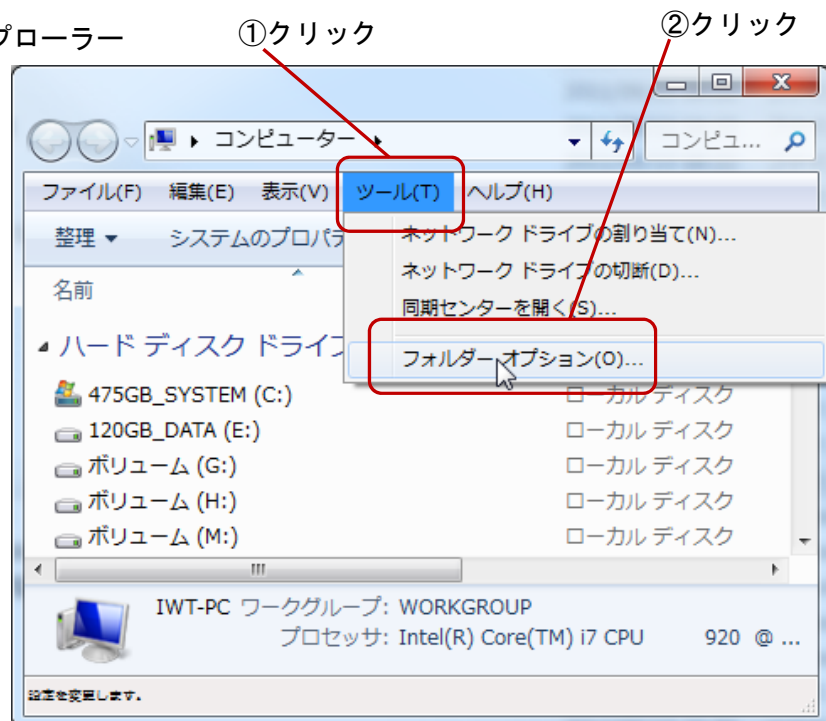 プローラー
①クリック
②クリック
コンピューター
コンピュ...
ファイル(F) 編集(E) 表示(V) ツール(T) ヘルプ(H)
整理 システムのプロパテ
ネットワーク ドライブの割り当て(N)...
ネットワーク ドライブの切断(D)...
同期センターを開く(S)...
フォルダー オプション(O)...
名前
ハード ディスク ドライブ
475GB_SYSTEM (C:) ローカル ディスク
120GB_DATA (E:) ローカル ディスク
ボリューム (G:) ローカル ディスク
ボリューム (H:) ローカル ディスク
ボリューム (M:) ローカル ディスク
IWT-PC ワークグループ: WORKGROUP
プロセッサ: Intel(R) Core(TM) i7 CPU 920 @ ...
設定を変更します。